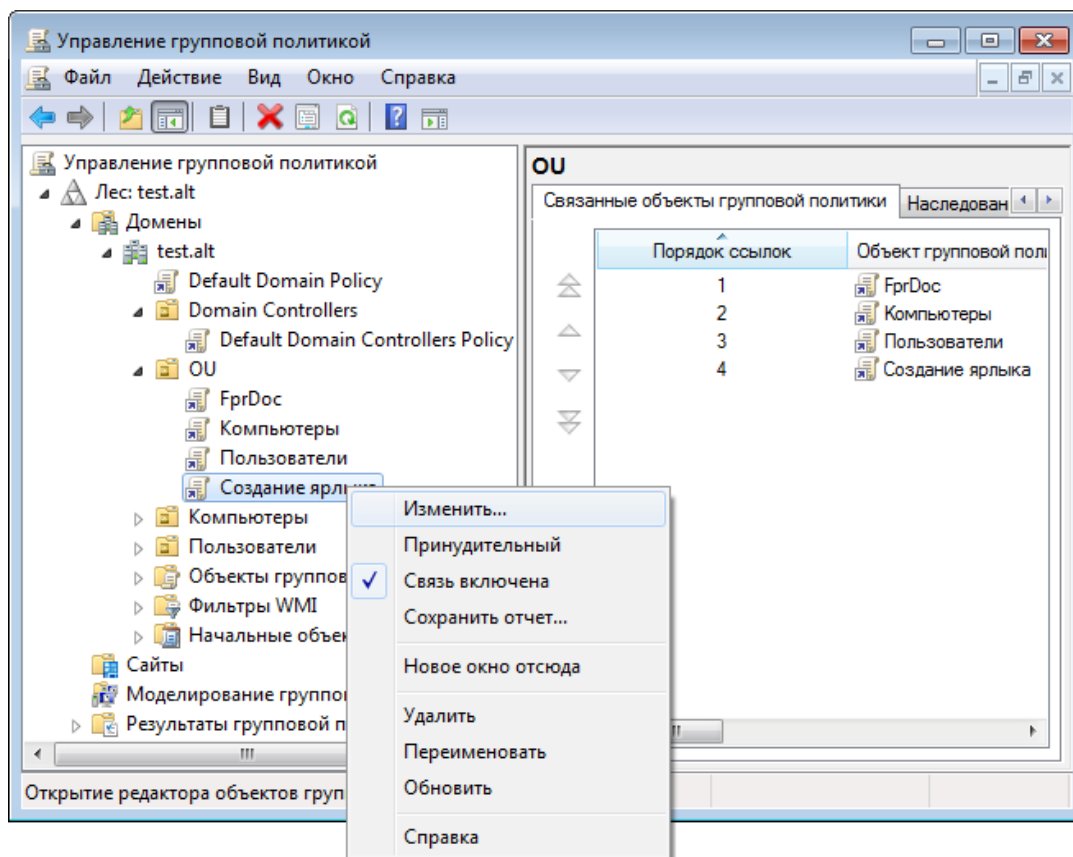 Управление групповой политикой
Файл Действие Вид Окно Справка
Управление групповой политикой
Лес: test.alt
Домены
test.alt
Default Domain Policy
Domain Controllers
Default Domain Controllers Policy
OU
FprDoc
Компьютеры
Пользователи
Создание ярлыка
Компьютеры
Пользователи
Объекты группов
Фильтры WMI
Начальные объек
Сайты
Моделирование группо
Результаты групповой п
Открытие редактора объектов груп
OU
Связанные объекты групповой политики Наследован
Порядок ссылок Объект групповой поли
1 FprDoc
2 Компьютеры
3 Пользователи
4 Создание ярлыка
Изменить...
Принудительный
Связь включена
Сохранить отчет...
Новое окно отсюда
Удалить
Переименовать
Обновить
Справка